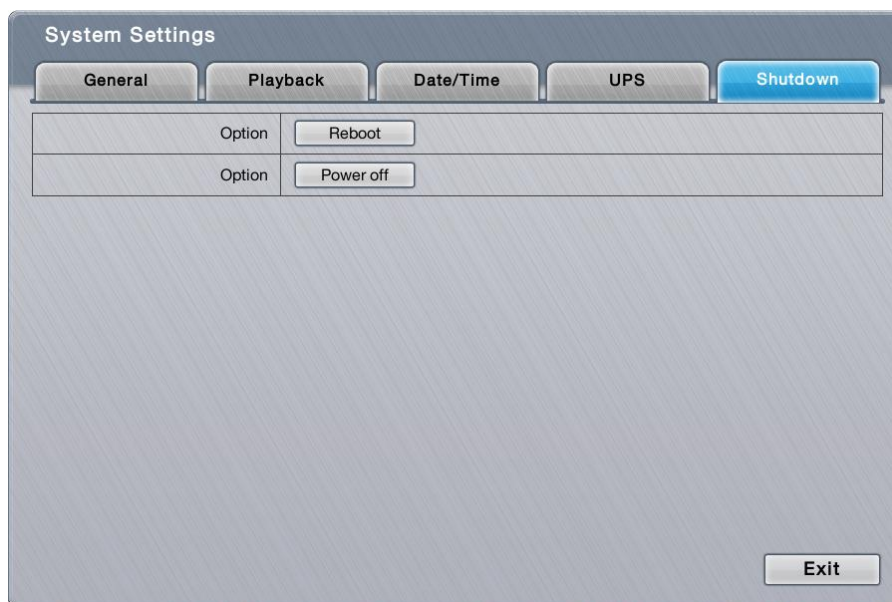 System Settings
General Playback Date/Time UPS Shutdown
Option Reboot
Option Power off
Exit